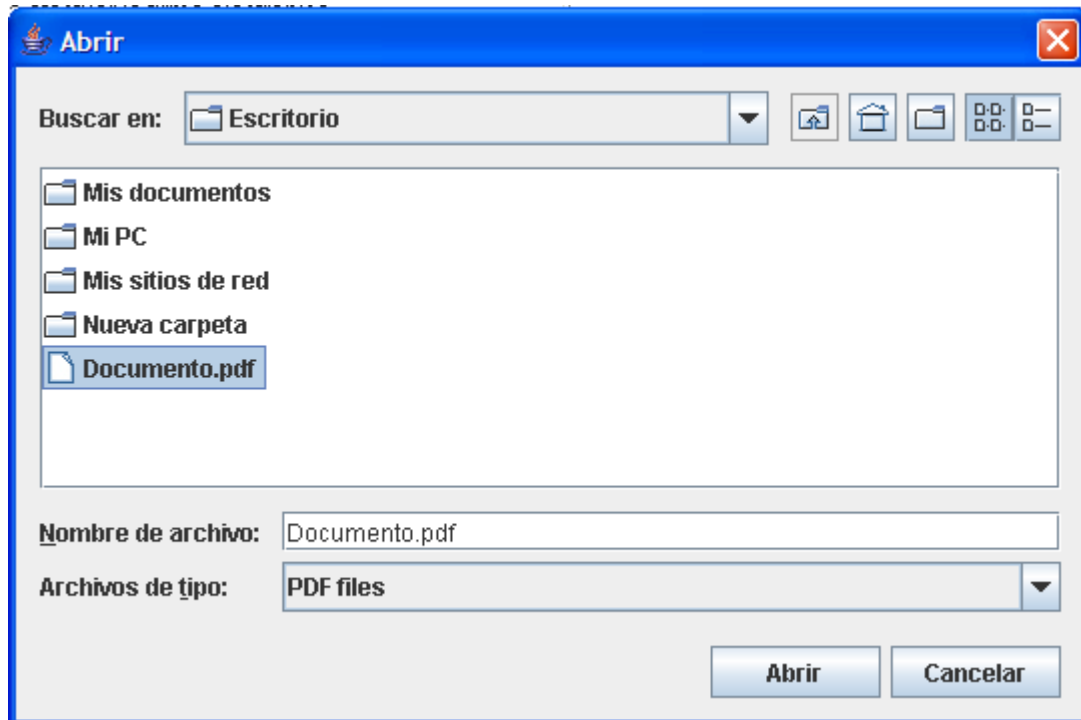 Abrir
Buscar en: Escritorio
Mis documentos
Mi PC
Mis sitios de red
Nueva carpeta
Documento.pdf
Nombre de archivo: Documento.pdf
Archivos de tipo: PDF files
Abrir Cancelar